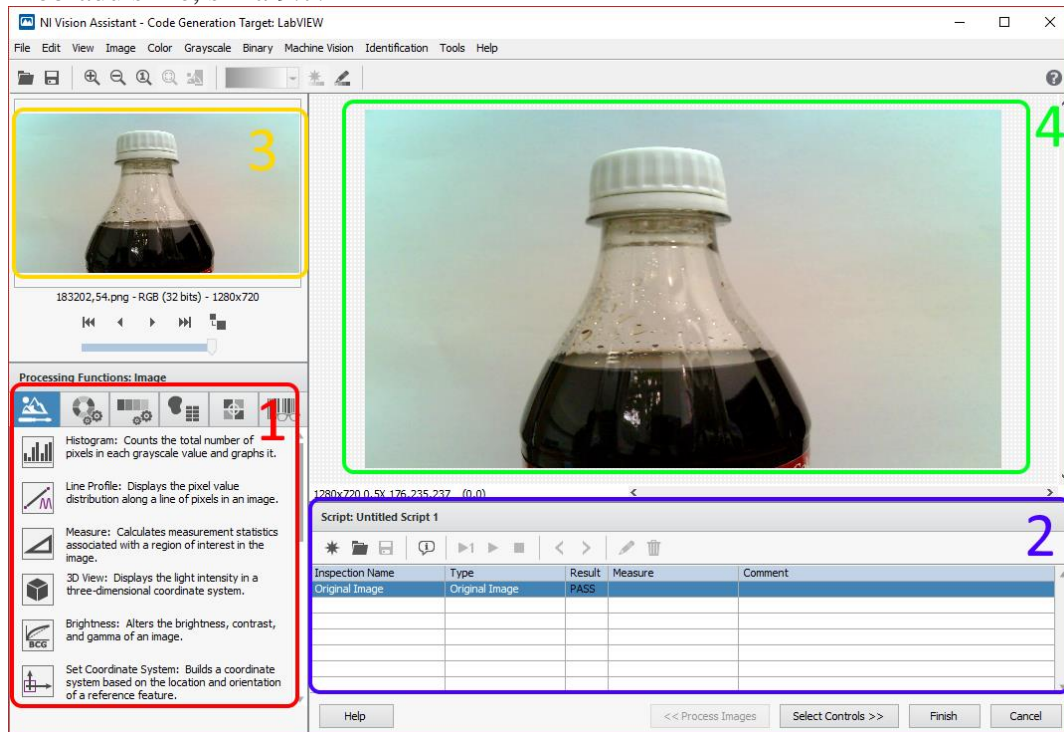 NI Vision Assistant - Code Generation Target: LabVIEW
File Edit View Image Color Grayscale Binary Machine Vision Identification Tools Help
3
4
183202,54.png - RGB (32 bits) - 1280x720
Processing Functions: Image
1
Histogram: Counts the total number of
pixels in each grayscale value and graphs it.
Line Profile: Displays the pixel value
distribution along a line of pixels in an image.
Measure: Calculates measurement statistics
associated with a region of interest in the
image.
3D View: Displays the light intensity in a
three-dimensional coordinate system.
Brightness: Alters the brightness, contrast,
and gamma of an image.
BCG
Set Coordinate System: Builds a coordinate
system based on the location and orientation
of a reference feature.
1280x720 0.5X 176,235,237 (0,0)
Script: Untitled Script 1
2
Inspection Name Type Result Measure Comment
Original Image Original Image PASS
Help << Process Images Select Controls >> Finish Cancel